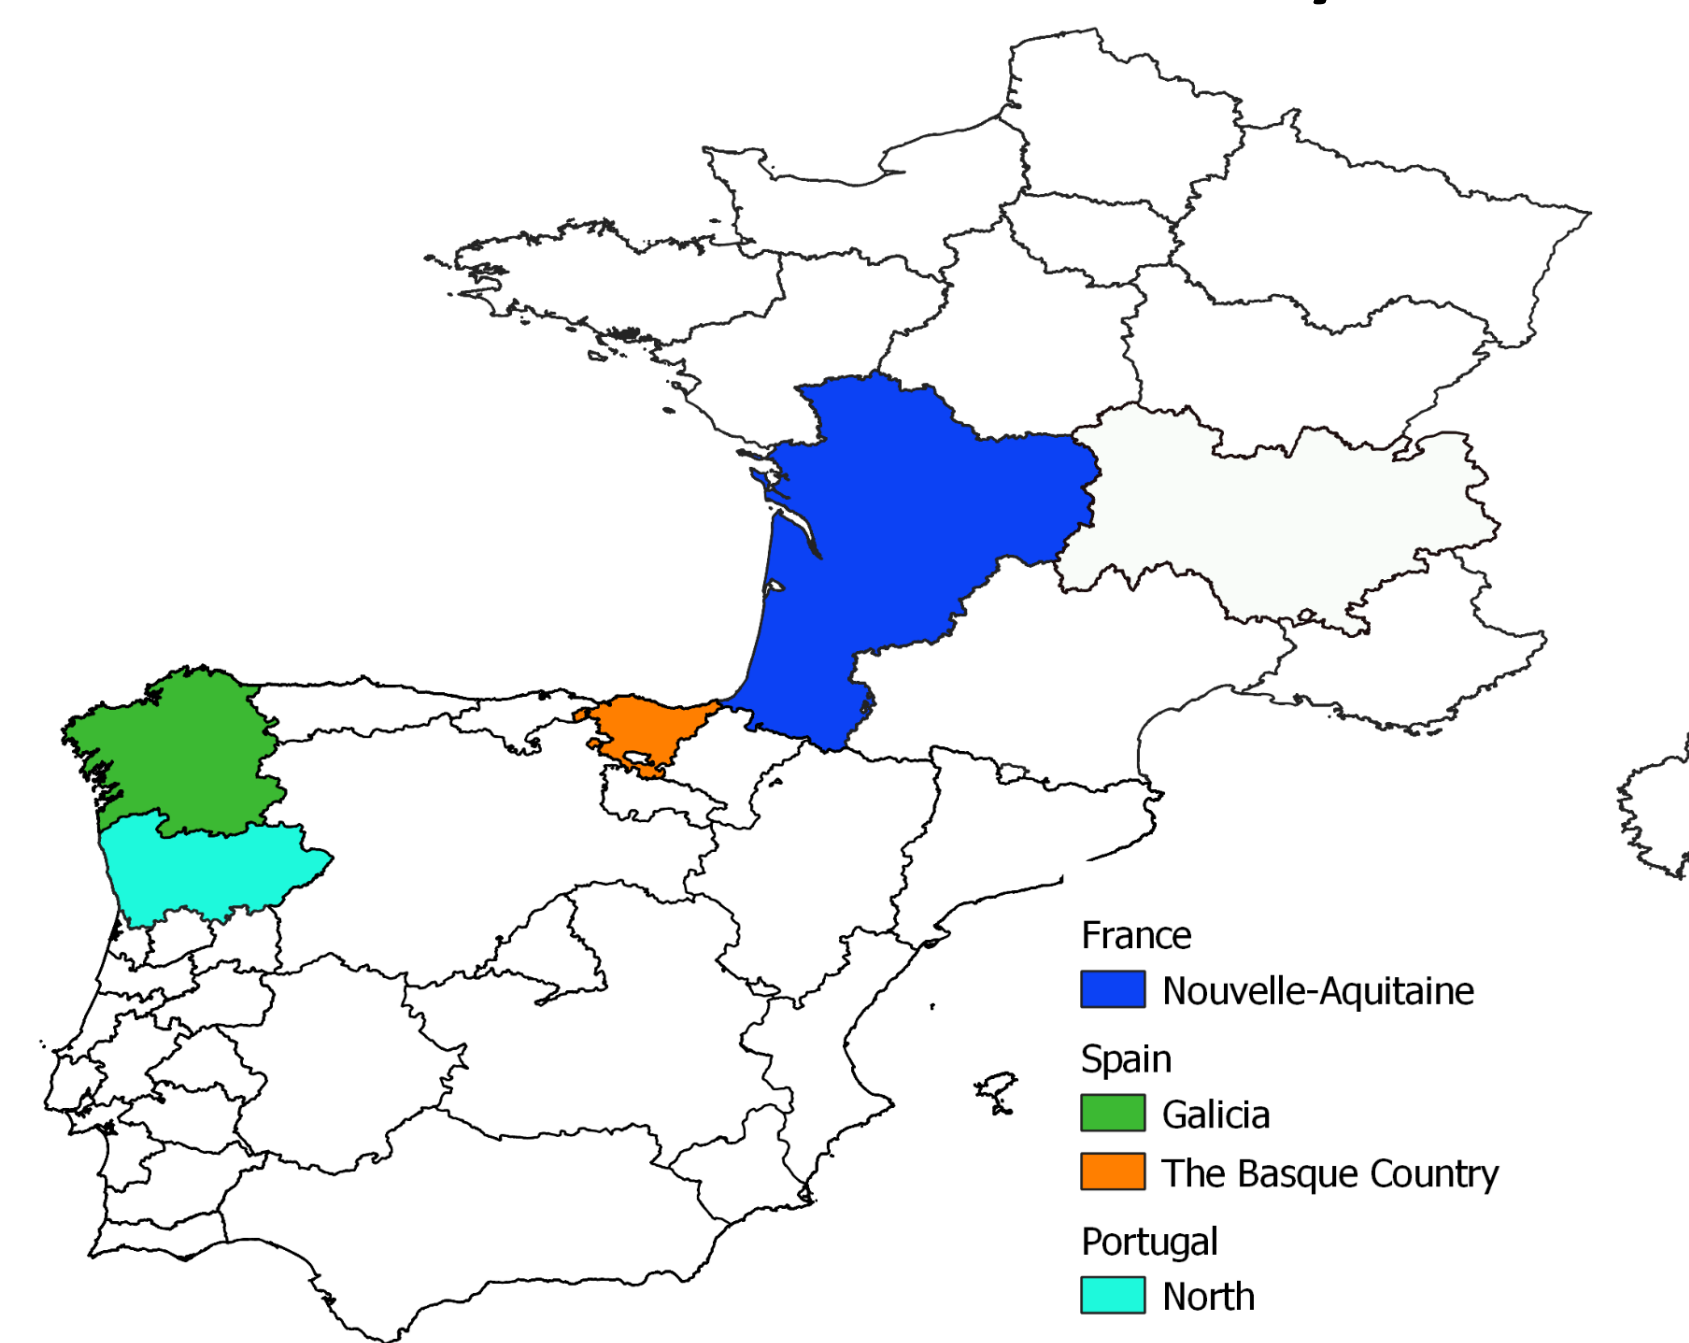 France
Nouvelle-Aquitaine
Spain
Galicia
The Basque Country
Portugal
North